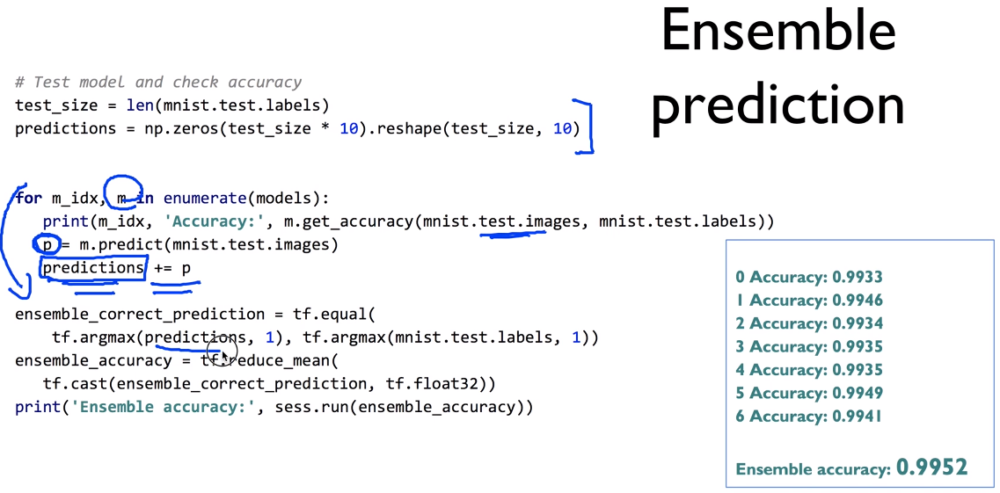 Ensemble
prediction
# Test model and check accuracy
test_size = len(mnist.test.labels)
predictions = np.zeros(test_size * 10).reshape(test_size, 10)
for m_idx, m in enumerate(models):
    print(m_idx, 'Accuracy:', m.get_accuracy(mnist.test.images, mnist.test.labels))
    p = m.predict(mnist.test.images)
    predictions += p
ensemble_correct_prediction = tf.equal(
    tf.argmax(predictions, 1), tf.argmax(mnist.test.labels, 1))
ensemble_accuracy = tf.reduce_mean(
    tf.cast(ensemble_correct_prediction, tf.float32))
print('Ensemble accuracy:', sess.run(ensemble_accuracy))
0 Accuracy: 0.9933
1 Accuracy: 0.9946
2 Accuracy: 0.9934
3 Accuracy: 0.9935
4 Accuracy: 0.9935
5 Accuracy: 0.9949
6 Accuracy: 0.9941
Ensemble accuracy: 0.9952